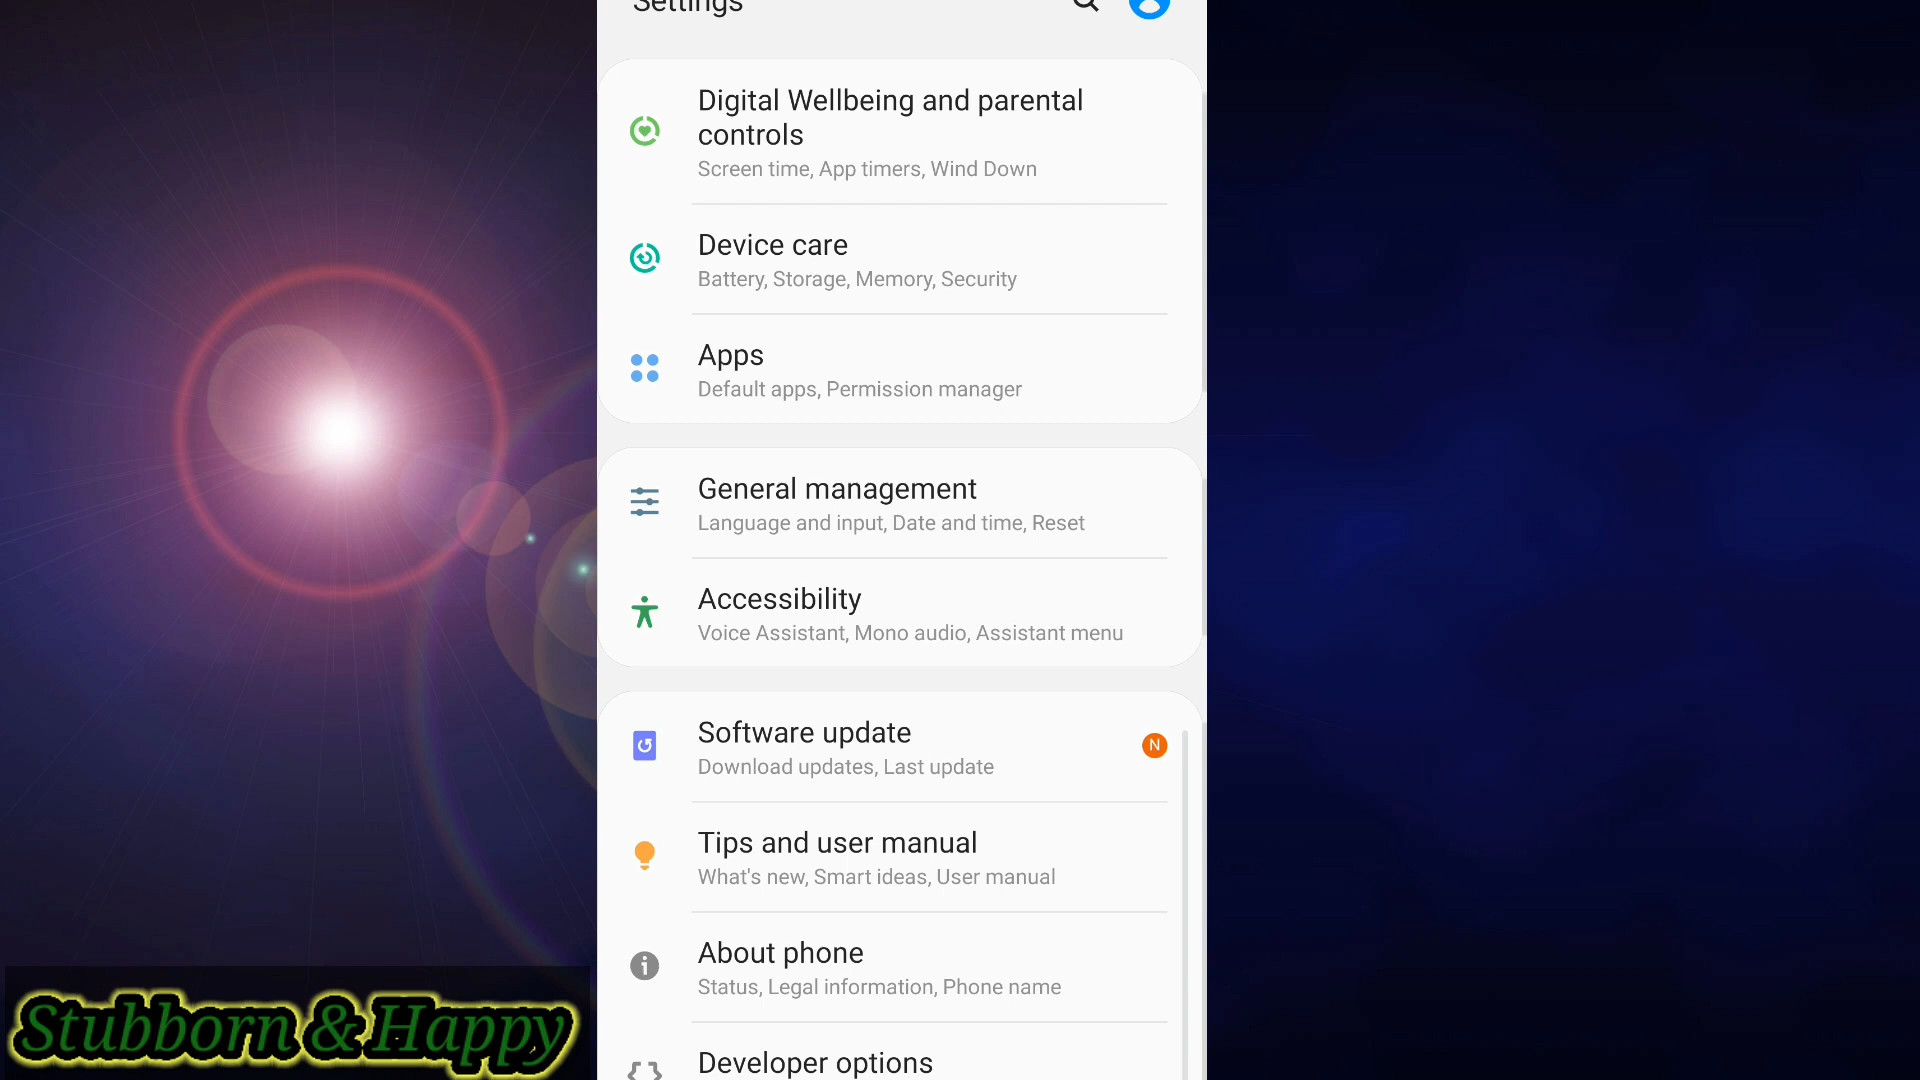 Settings
Digital Wellbeing and parental
controls
Screen time, App timers, Wind Down
Device care
Battery, Storage, Memory, Security
Apps
Default apps, Permission manager
General management
Language and input, Date and time, Reset
Accessibility
Voice Assistant, Mono audio, Assistant menu
Software update
N
Download updates, Last update
Tips and user manual
What's new, Smart ideas, User manual
About phone
Status, Legal information, Phone name
Developer options
Stubborn & Happy